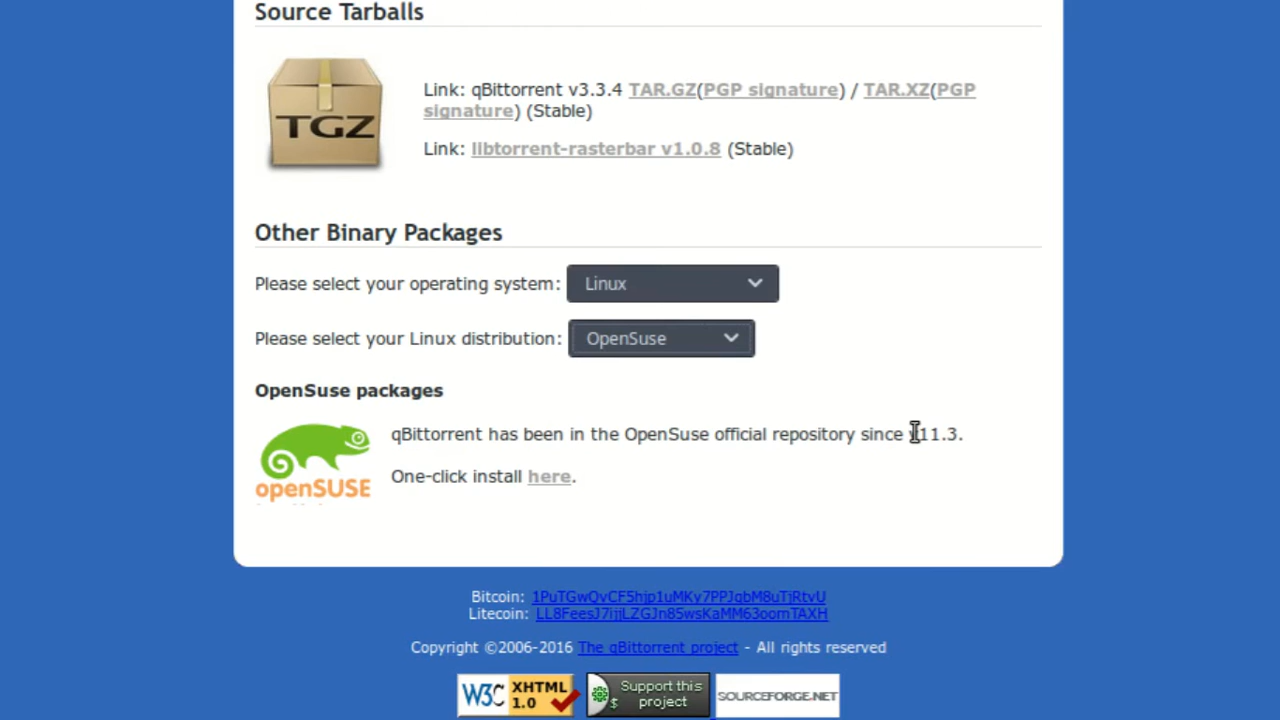 Source Tarballs
TGZ
Link: qBittorrent v3.3.4 TAR.GZ(PGP signature) / TAR.XZ(PGP
signature) (Stable)
Link: libtorrent-rasterbar v1.0.8 (Stable)
Other Binary Packages
Please select your operating system: Linux
Please select your Linux distribution: OpenSuse
OpenSuse packages
qBittorrent has been in the OpenSuse official repository since v11.3.
openSUSE
One-click install here.
Bitcoin: 1PuTGwQvCF5hjp1uMKy7PPJqbM8uTjRtvU
Litecoin: LL8FeesJ7ijjLZGJn85wsKaMM63oomTAXH
Copyright ©2006-2016 The qBittorrent project - All rights reserved
W3C XHTML 1.0
$ Support this project
SOURCEFORGE.NET